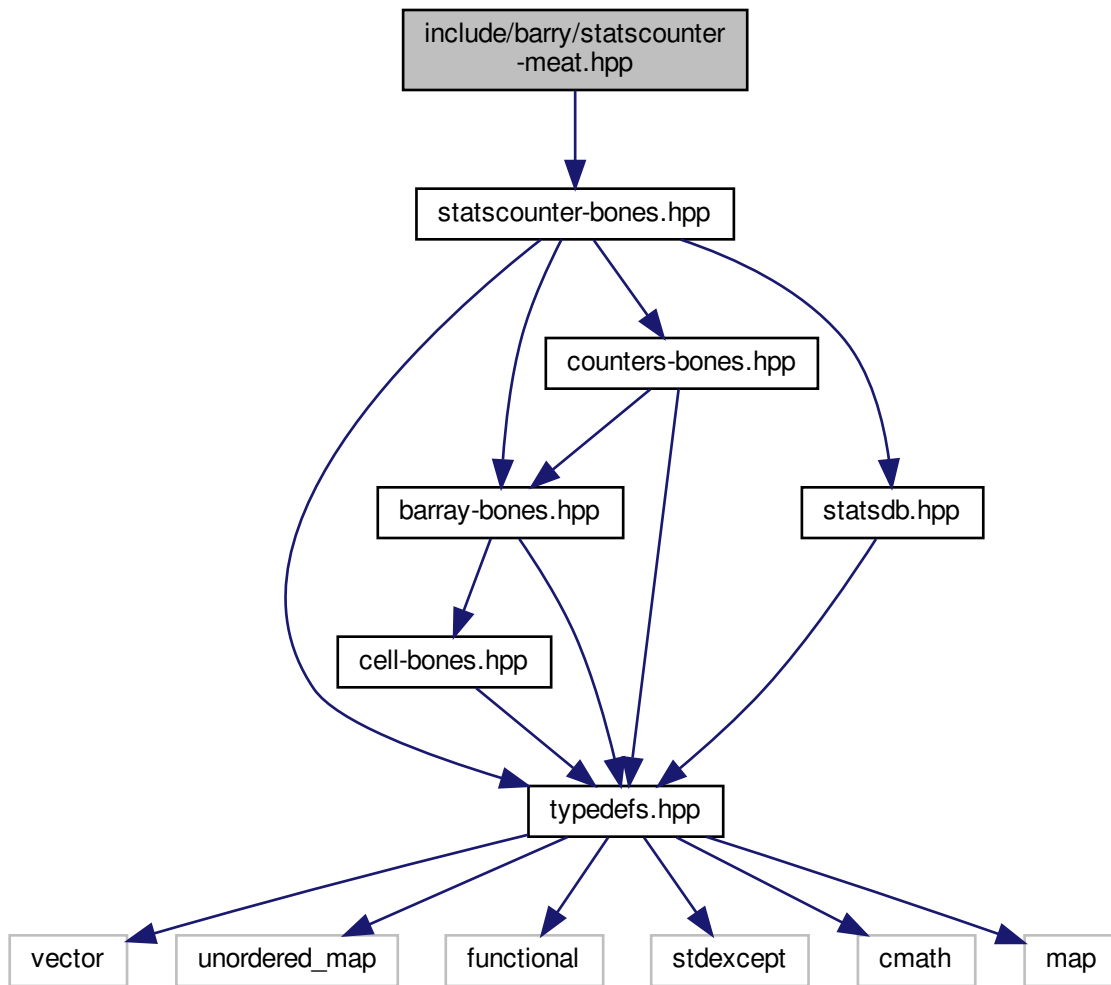 include/barry/statscounter
-meat.hpp
statscounter-bones.hpp
counters-bones.hpp
barray-bones.hpp
statsdb.hpp
cell-bones.hpp
typedefs.hpp
vector
unordered_map
functional
stdexcept
cmath
map